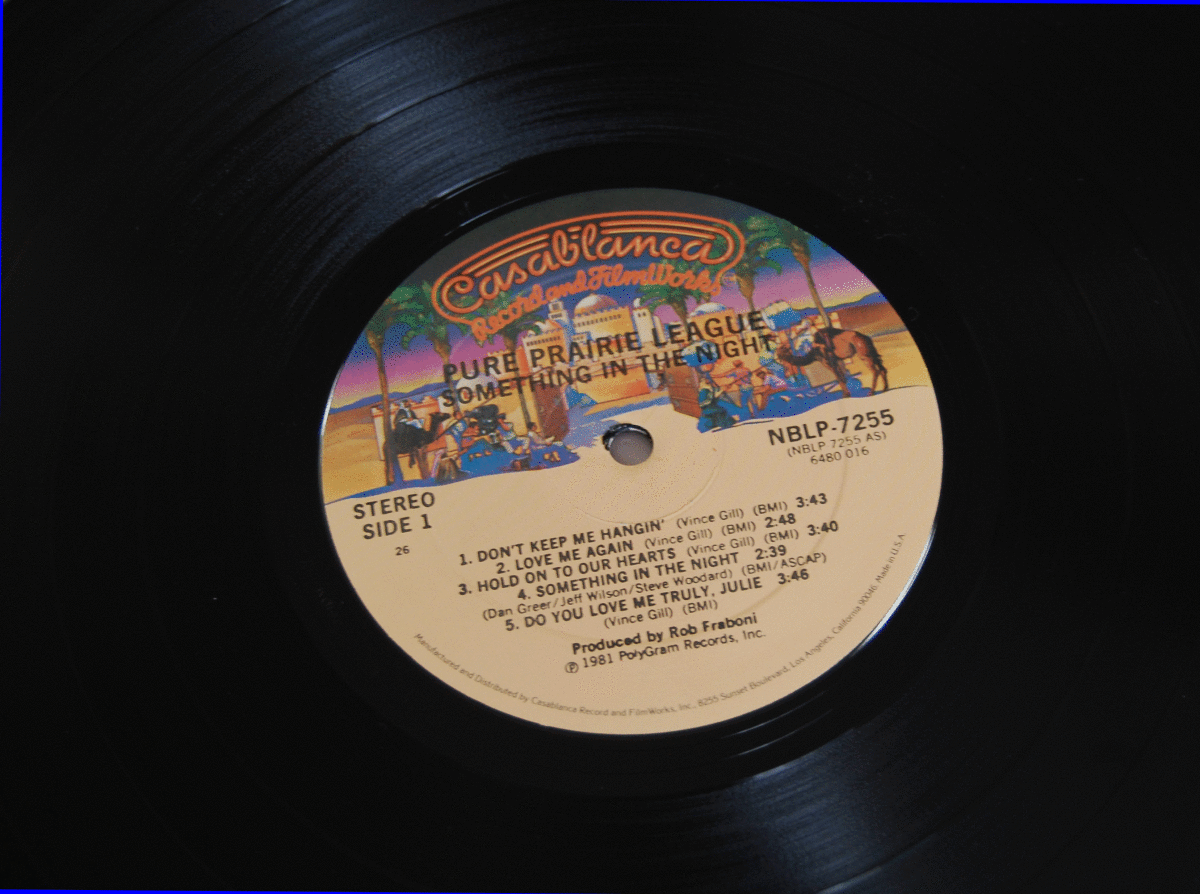 Casablanca
Record and FilmWorks
PURE PRAIRIE LEAGUE
SOMETHING IN THE NIGHT
NBLP-7255
(NBLP 7255 AS)
6480 016
STEREO
SIDE 1
26
1. DON'T KEEP ME HANGIN' (Vince Gill) (BMI) 3:43
2. LOVE ME AGAIN (Vince Gill) (BMI) 2:48
3. HOLD ON TO OUR HEARTS (Vince Gill) (BMI) 3:40
4. SOMETHING IN THE NIGHT 2:39
(Dan Greer/Jeff Wilson/Steve Woodard) (BMI/ASCAP)
5. DO YOU LOVE ME TRULY, JULIE 3:46
(Vince Gill) (BMI)
Produced by Rob Fraboni
℗ 1981 PolyGram Records, Inc.
Manufactured and Distributed by Casablanca Record and FilmWorks, Inc., 8255 Sunset Boulevard, Los Angeles, California 90046. Made in U.S.A.